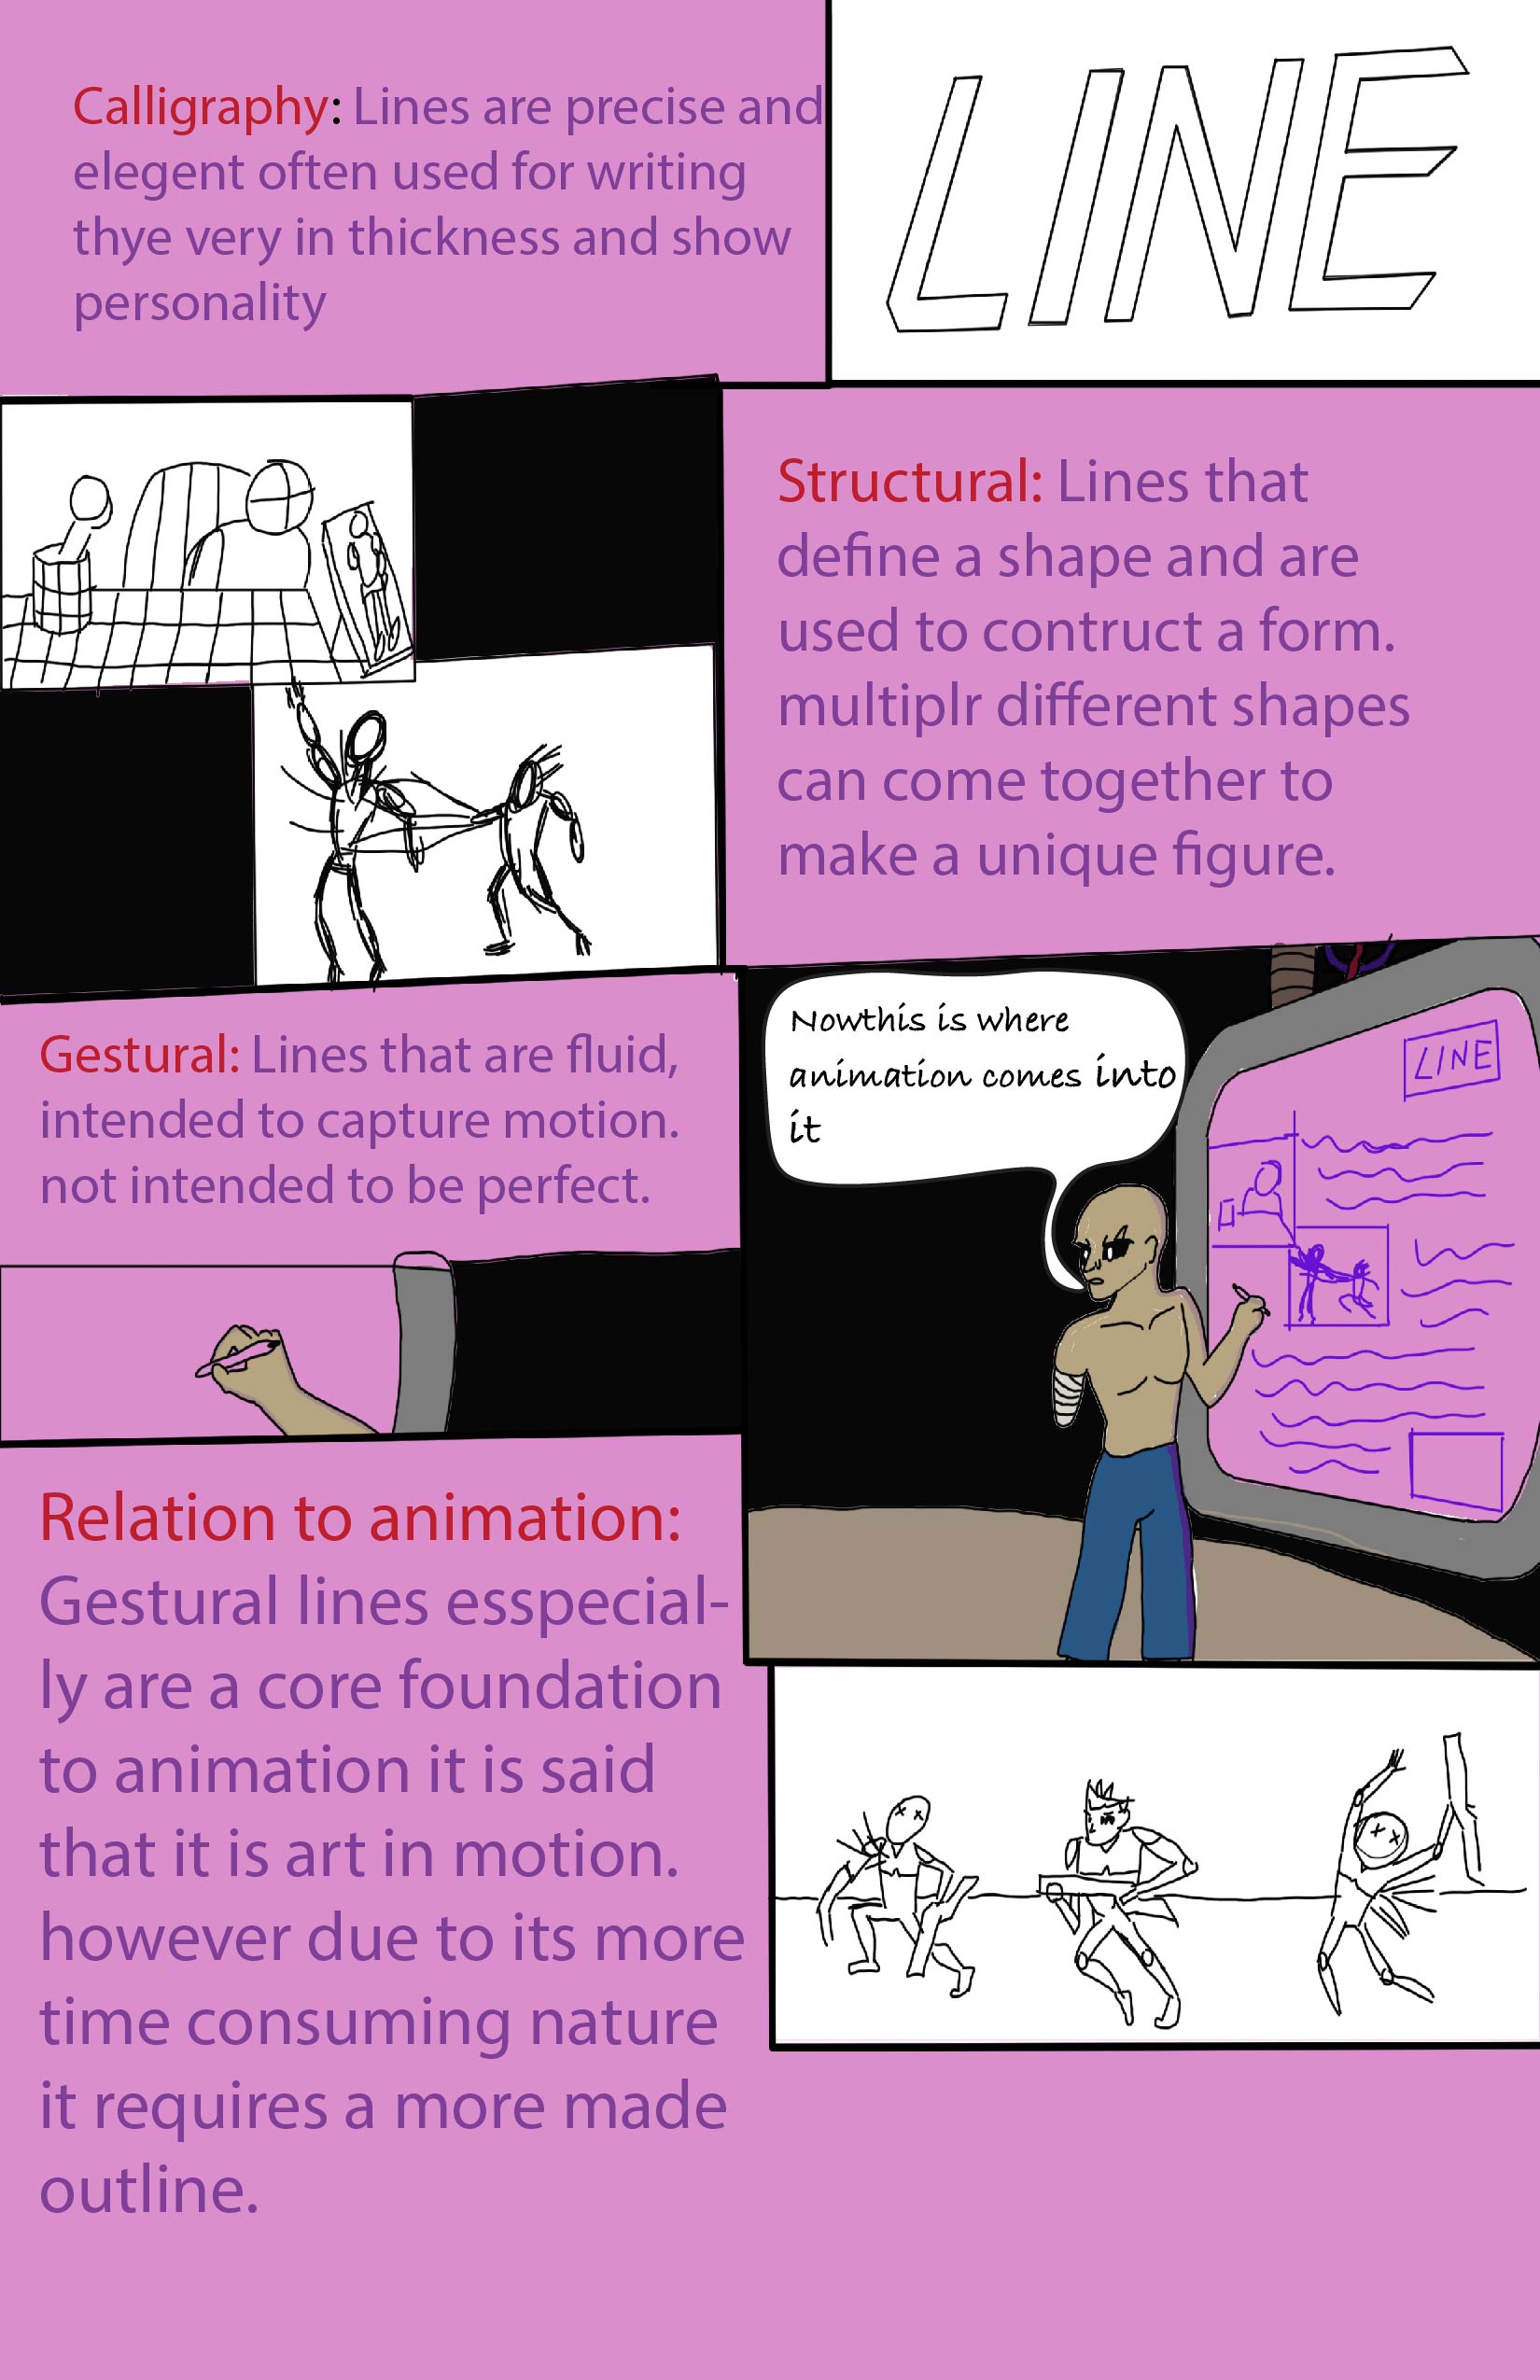 Calligraphy: Lines are precise and
elegent often used for writing
thye very in thickness and show
personality
LINE
Structural: Lines that
define a shape and are
used to contruct a form.
multiplr different shapes
can come together to
make a unique figure.
Gestural: Lines that are fluid,
intended to capture motion.
not intended to be perfect.
Nowthis is where
animation comes into
it
LINE
Relation to animation:
Gestural lines esspecial-
ly are a core foundation
to animation it is said
that it is art in motion.
however due to its more
time consuming nature
it requires a more made
outline.